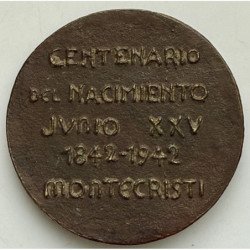 CENTENARIO
DEL NACIMIENTO
JUNIO XXV
1842-1942
MONTECRISTI